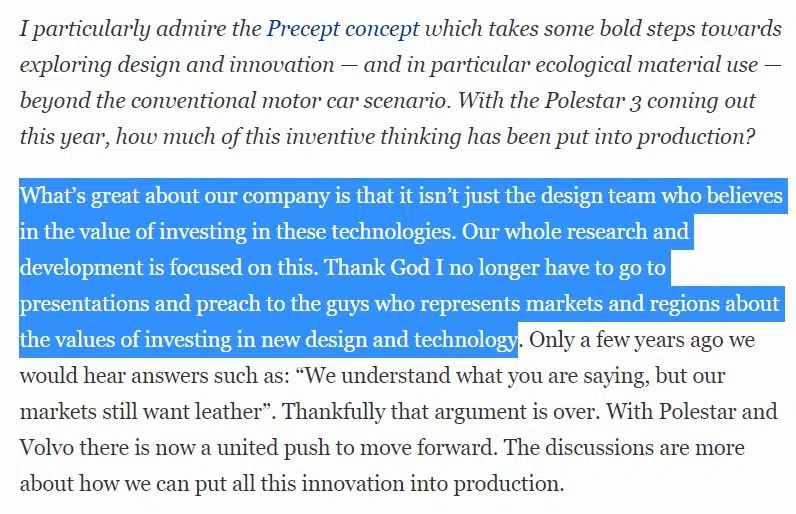 I particularly admire the Precept concept which takes some bold steps towards
exploring design and innovation — and in particular ecological material use —
beyond the conventional motor car scenario. With the Polestar 3 coming out
this year, how much of this inventive thinking has been put into production?
What’s great about our company is that it isn’t just the design team who believes
in the value of investing in these technologies. Our whole research and
development is focused on this. Thank God I no longer have to go to
presentations and preach to the guys who represents markets and regions about
the values of investing in new design and technology. Only a few years ago we
would hear answers such as: “We understand what you are saying, but our
markets still want leather”. Thankfully that argument is over. With Polestar and
Volvo there is now a united push to move forward. The discussions are more
about how we can put all this innovation into production.